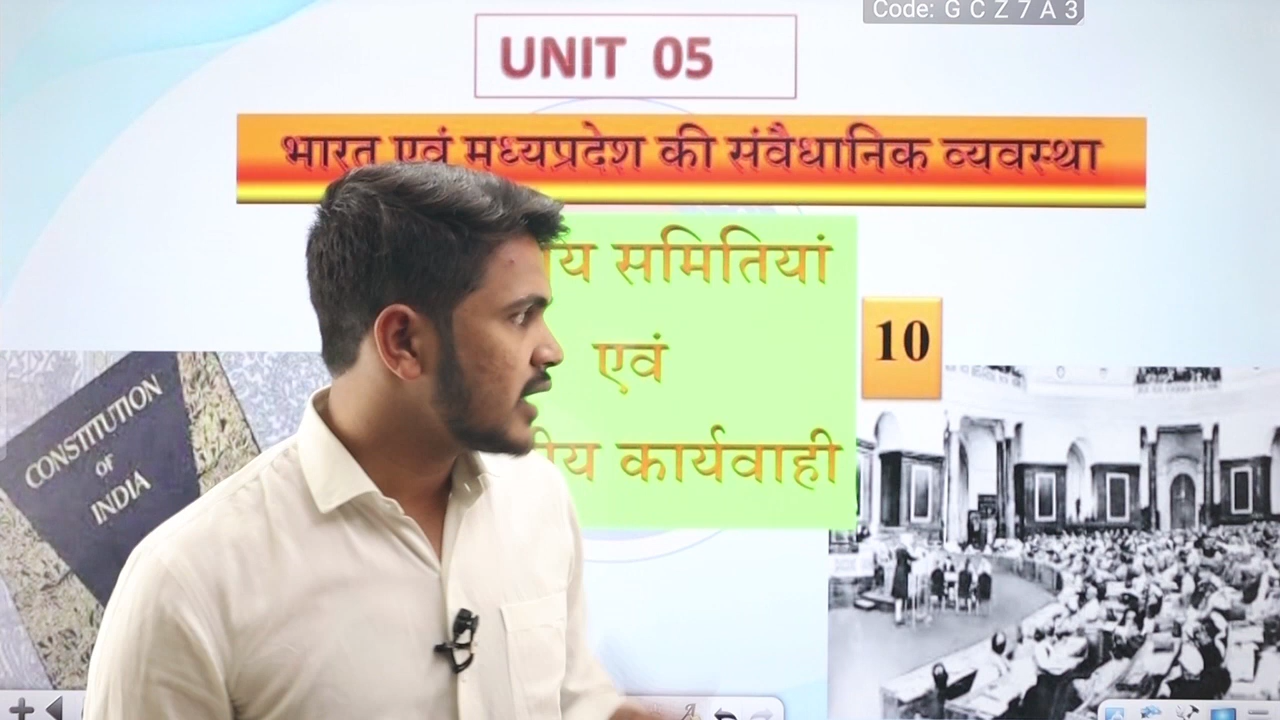 Code: G C Z 7 A 3
UNIT 05
भारत एवं मध्यप्रदेश की संवैधानिक व्यवस्था
समितियां
एवं
10
कार्यवाही
CONSTITUTION
OF
INDIA